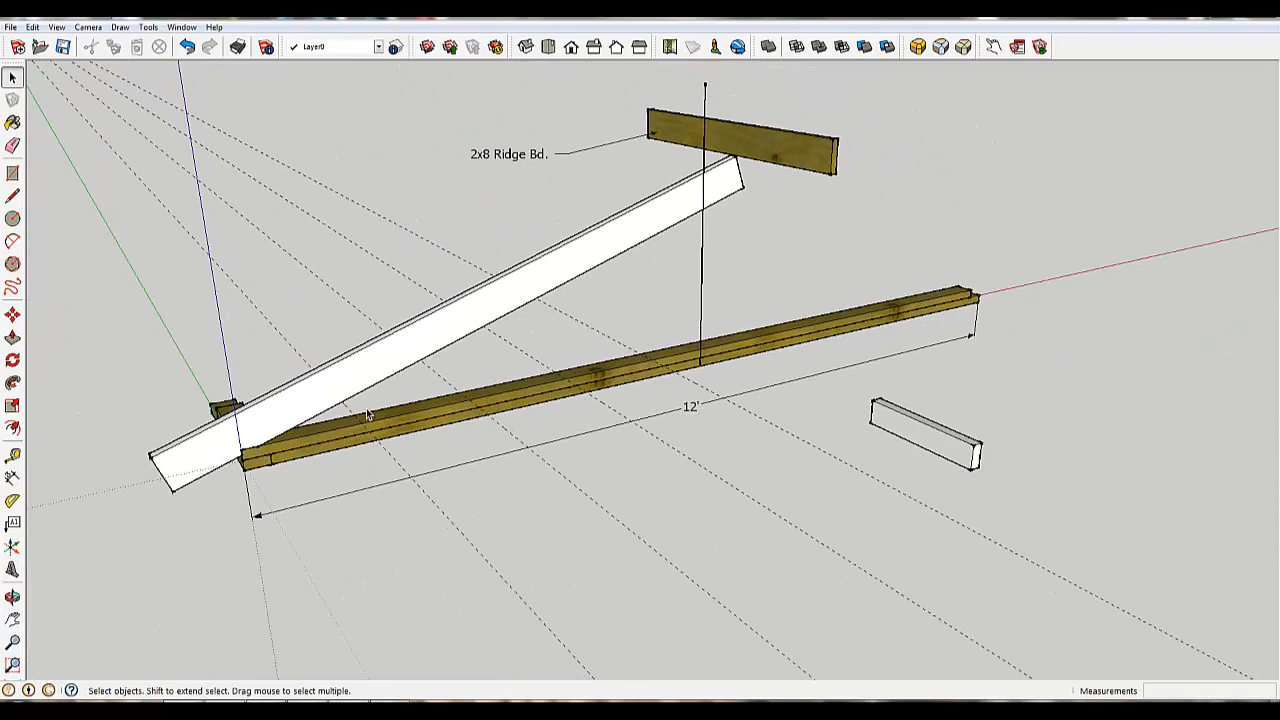 File Edit View Camera Draw Tools Window Help
Layer0
2x8 Ridge Bd.
12'
Select objects. Shift to extend select. Drag mouse to select multiple.
Measurements